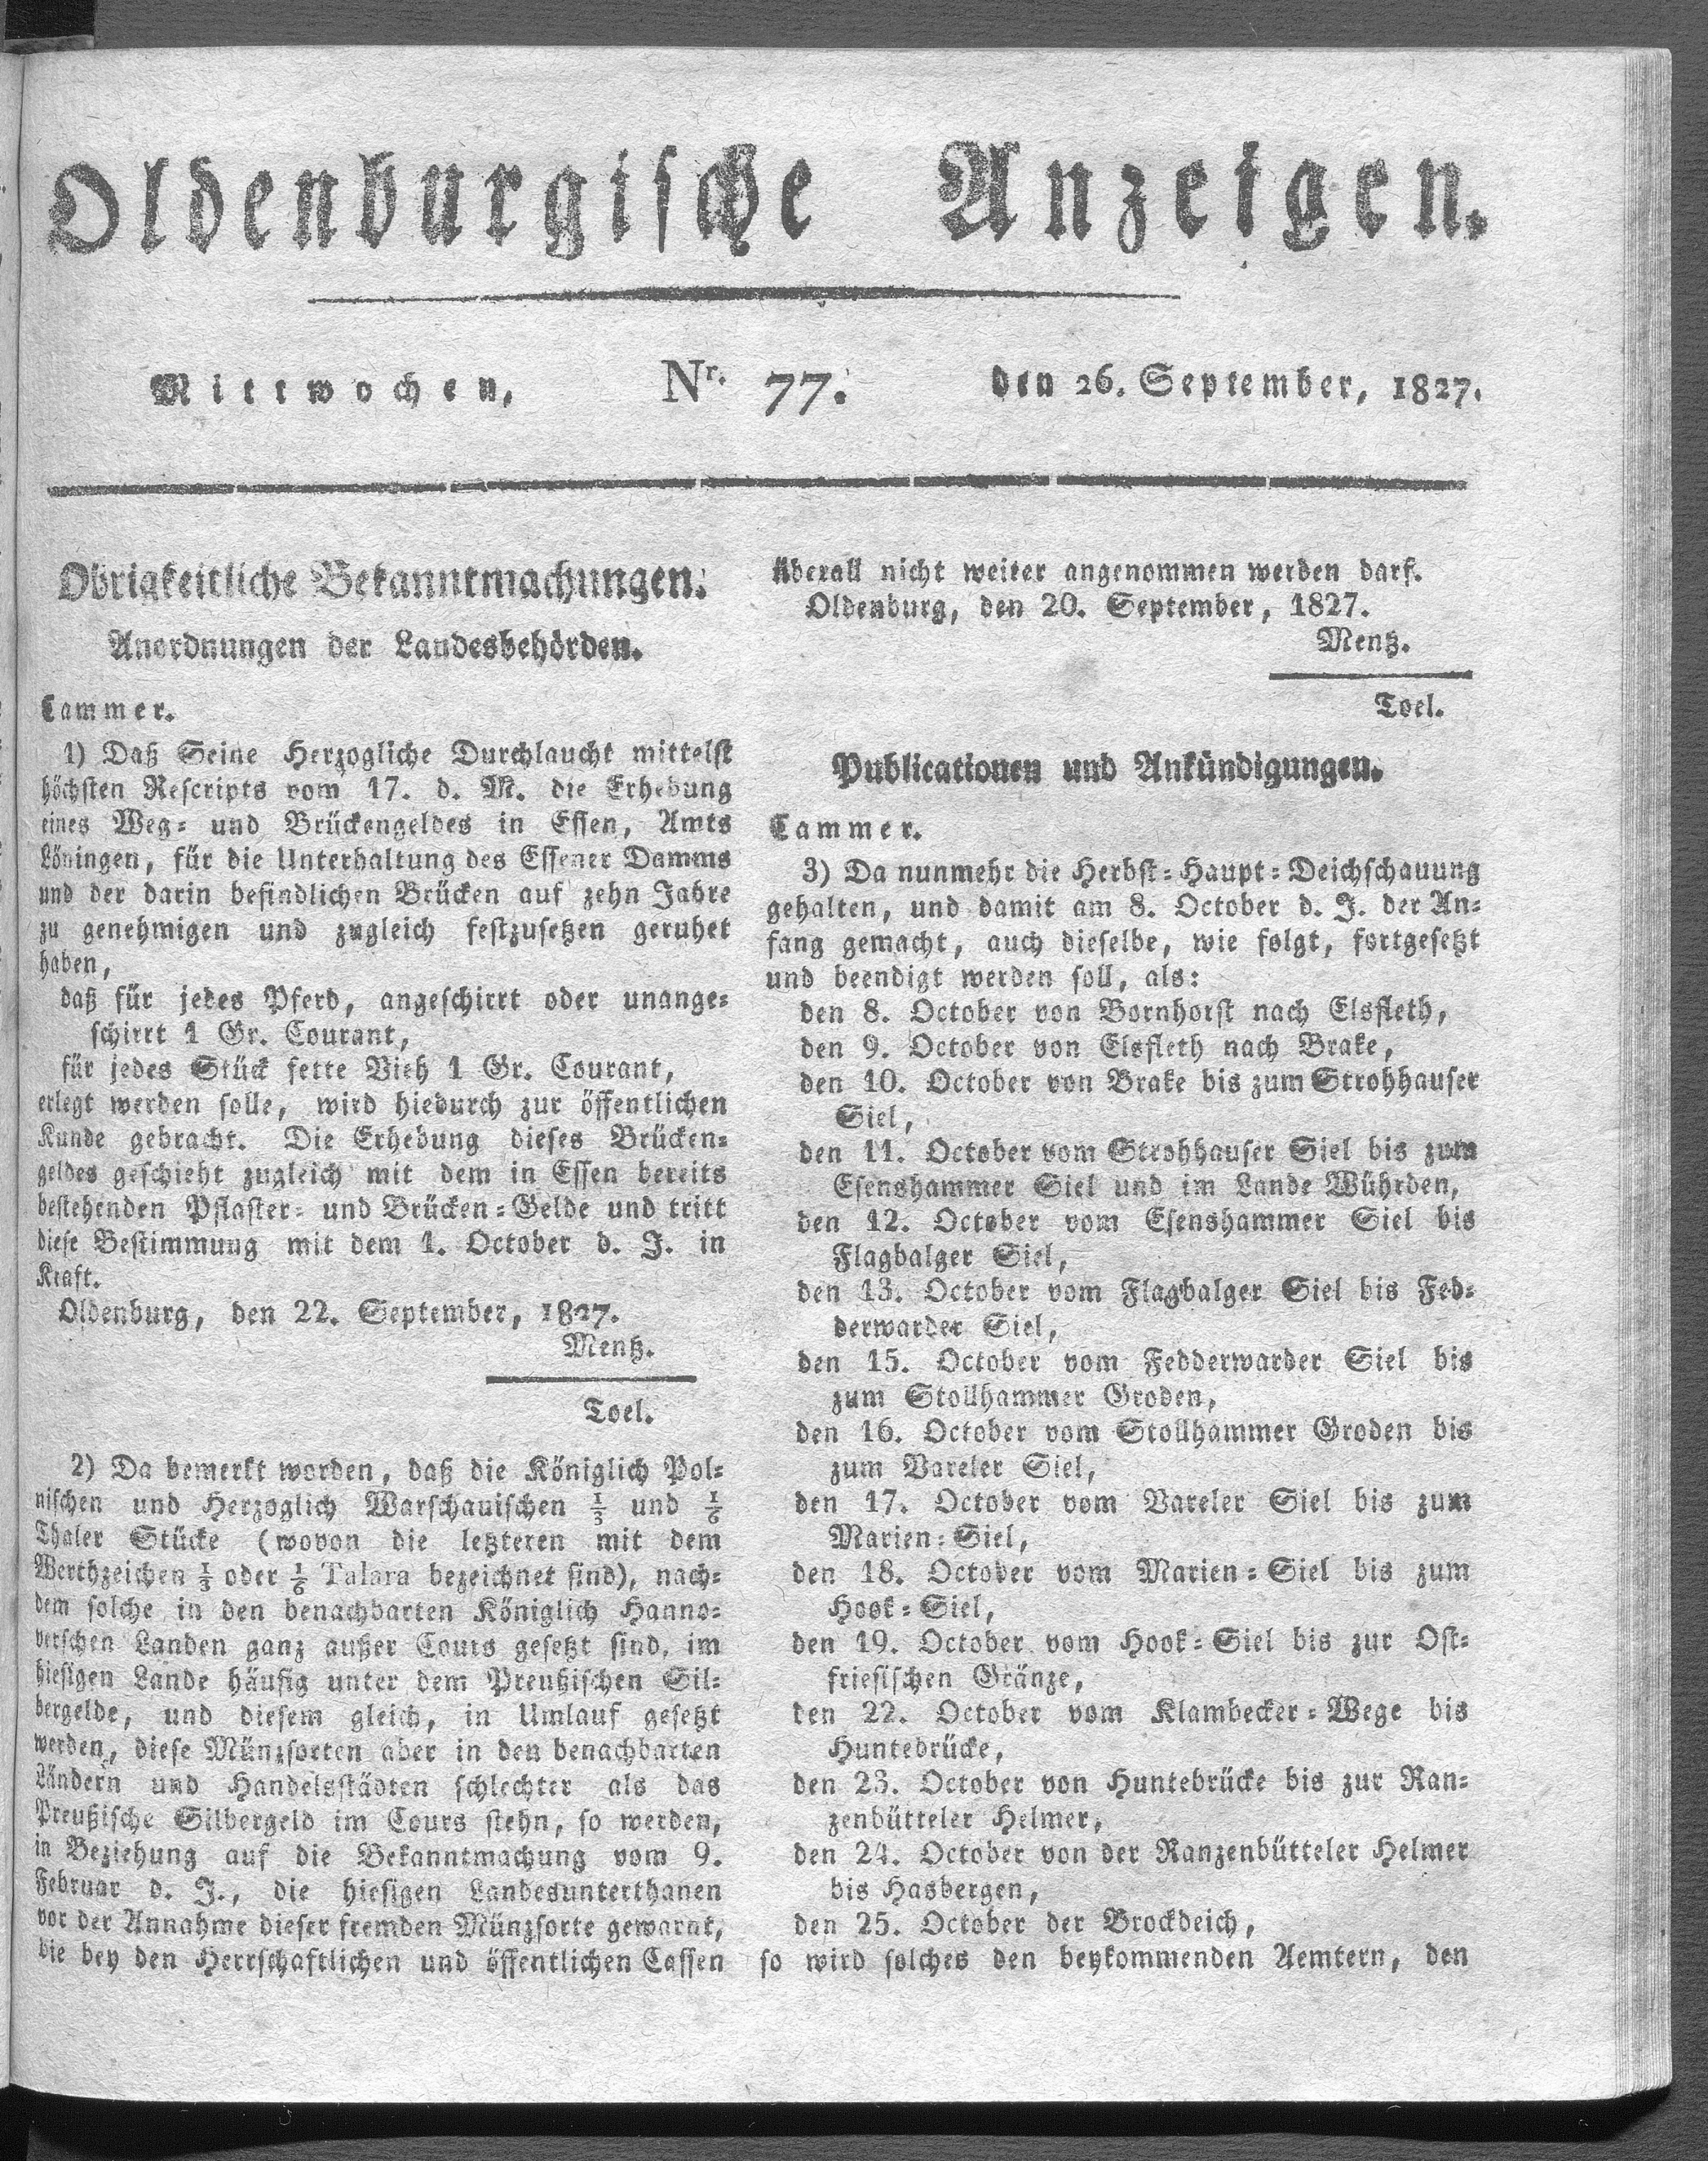 Oldenburgische Anzeigen.
Mittwochen, Nr. 77. den 26. September, 1827.
Obrigkeitliche Bekanntmachungen.
Anordnungen der Landesbehörden.
Cammer.
1) Daß Seine Herzogliche Durchlaucht mittelst
höchsten Rescripts vom 17. d. M. die Erhebung
eines Weg= und Brückengeldes in Essen, Amts
Löningen, für die Unterhaltung des Essener Damms
und der darin befindlichen Brücken auf zehn Jahre
zu genehmigen und zugleich festzusetzen geruhet
haben,
daß für jedes Pferd, angeschirrt oder unange=
schirrt 1 Gr. Courant,
für jedes Stück fette Vieh 1 Gr. Courant,
erlegt werden solle, wird hiedurch zur öffentlichen
Kunde gebracht. Die Erhebung dieses Brücken=
geldes geschieht zugleich mit dem in Essen bereits
bestehenden Pflaster= und Brücken=Gelde und tritt
diese Bestimmung mit dem 1. October d. J. in
Kraft.
Oldenburg, den 22. September, 1827.
Mentz.
Toel.
2) Da bemerkt worden, daß die Königlich Pol=
nischen und Herzoglich Warschauischen 1/3 und 1/6
Thaler Stücke (wovon die letzteren mit dem
Werthzeichen 1/3 oder 1/6 Talara bezeichnet sind), nach=
dem solche in den benachbarten Königlich Hanno=
verschen Landen ganz außer Cours gesetzt sind, im
hiesigen Lande häufig unter dem Preußischen Sil=
bergelde, und diesem gleich, in Umlauf gesetzt
werden, diese Münzsorten aber in den benachbarten
Ländern und Handelsstädten schlechter als das
Preußische Silbergeld im Cours stehn, so werden,
in Beziehung auf die Bekanntmachung vom 9.
Februar d. J., die hiesigen Landesunterthanen
vor der Annahme dieser fremden Münzsorte gewarnt,
die bey den Herrschaftlichen und öffentlichen Cassen
überall nicht weiter angenommen werden darf.
Oldenburg, den 20. September, 1827.
Mentz.
Toel.
Publicationen und Ankündigungen.
Cammer.
3) Da nunmehr die Herbst=Haupt=Deichschauung
gehalten, und damit am 8. October d. J. der An=
fang gemacht, auch dieselbe, wie folgt, fortgesetzt
und beendigt werden soll, als:
den 8. October von Bornhorst nach Elsfleth,
den 9. October von Elsfleth nach Brake,
den 10. October von Brake bis zum Strohhauser
Siel,
den 11. October vom Strohhauser Siel bis zum
Esenshammer Siel und im Lande Wührden,
den 12. October vom Esenshammer Siel bis
Flagbalger Siel,
den 13. October vom Flagbalger Siel bis Fed=
derwarder Siel,
den 15. October vom Fedderwarder Siel bis
zum Stollhammer Groden,
den 16. October vom Stollhammer Groden bis
zum Vareler Siel,
den 17. October vom Vareler Siel bis zum
Marien=Siel,
den 18. October vom Marien=Siel bis zum
Hook=Siel,
den 19. October vom Hook=Siel bis zur Ost=
friesischen Gränze,
den 22. October vom Klambecker=Wege bis
Huntebrücke,
den 23. October von Huntebrücke bis zur Ran=
zenbütteler Helmer,
den 24. October von der Ranzenbütteler Helmer
bis Hasbergen,
den 25. October der Brockdeich,
so wird solches den beykommenden Aemtern, den